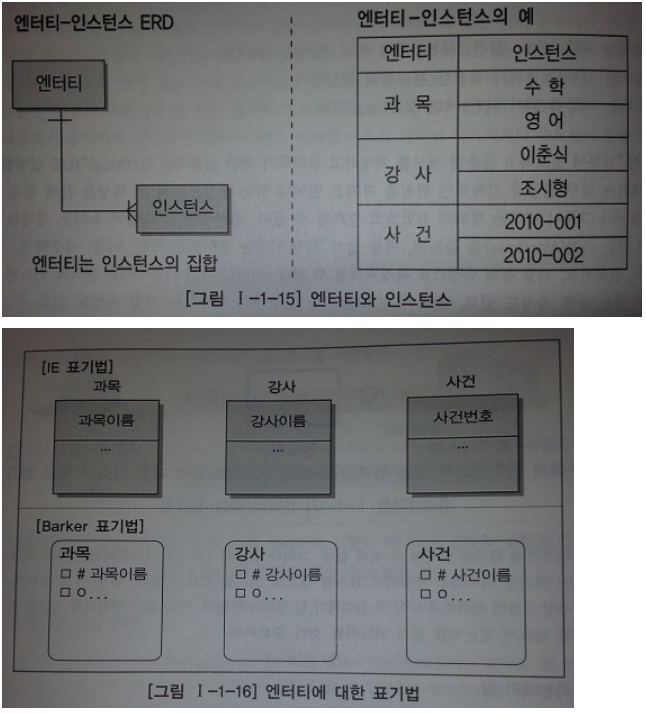 엔터티-인스턴스 ERD
엔터티
인스턴스
엔터티는 인스턴스의 집합
엔터티-인스턴스의 예
엔터티 인스턴스
과 목 수 학
영 어
강 사 이춘식
조시형
사 건 2010-001
2010-002
[그림 Ⅰ-1-15] 엔터티와 인스턴스
[IE 표기법]
과목 강사 사건
과목이름 강사이름 사건번호
... ... ...
[Barker 표기법]
과목 강사 사건
□ # 과목이름 □ # 강사이름 □ # 사건이름
□ ○... □ ○... □ ○...
[그림 Ⅰ-1-16] 엔터티에 대한 표기법